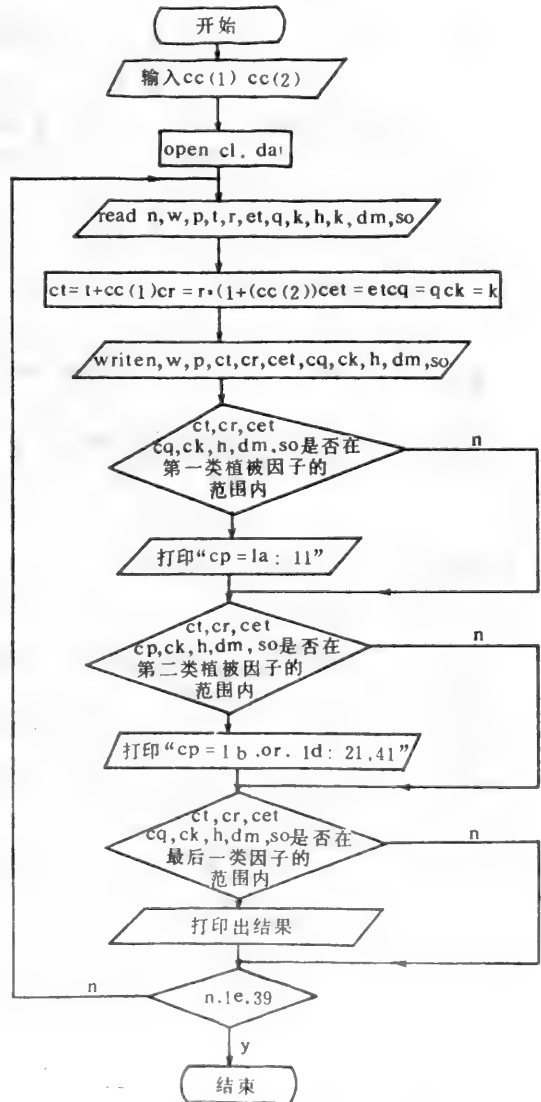 开始
输入cc(1) cc(2)
open cl. dat
read n,w,p,t,r,et,q,k,h,k,dm,so
ct= t+cc(1)cr=r•(1+(cc(2))cet=etcq=qck=k
writen,w,p,ct,cr,cet,cq,ck,h,dm,so
ct,cr,cet
cq,ck,h,dm.so是否在
第一类植被因子的
范围内
n
打印“cp=la: 11”
ct,cr,cet
cp,ck,h,dm, so是否在
第二类植被因子的
范围内
n
打印“cp=1b.or. 1d: 21,41”
ct,cr,cet
cq,ck,h,dm,so是否在
最后一类因子的
范围内
n
打印出结果
n
n.le.39
y
结束